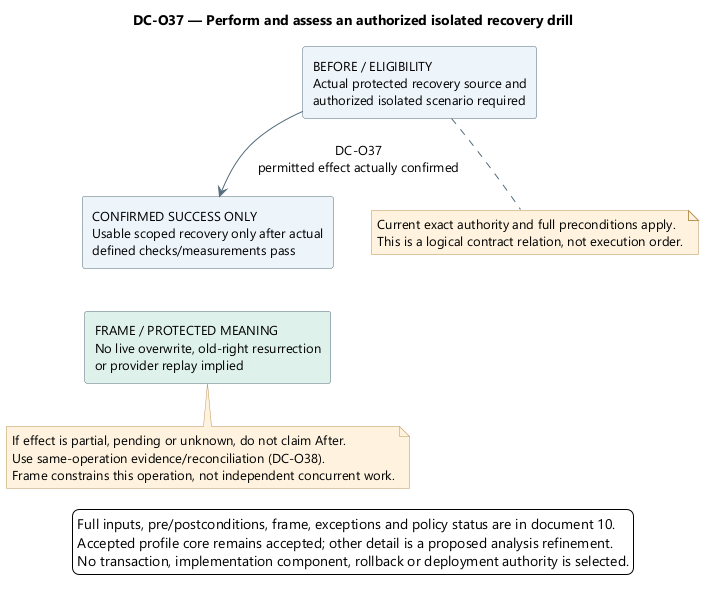 DC-O37 — Perform and assess an authorized isolated recovery drill
BEFORE / ELIGIBILITY
Actual protected recovery source and
authorized isolated scenario required
DC-O37
permitted effect actually confirmed
CONFIRMED SUCCESS ONLY
Usable scoped recovery only after actual
defined checks/measurements pass
Current exact authority and full preconditions apply.
This is a logical contract relation, not execution order.
FRAME / PROTECTED MEANING
No live overwrite, old-right resurrection
or provider replay implied
If effect is partial, pending or unknown, do not claim After.
Use same-operation evidence/reconciliation (DC-O38).
Frame constrains this operation, not independent concurrent work.
Full inputs, pre/postconditions, frame, exceptions and policy status are in document 10.
Accepted profile core remains accepted; other detail is a proposed analysis refinement.
No transaction, implementation component, rollback or deployment authority is selected.